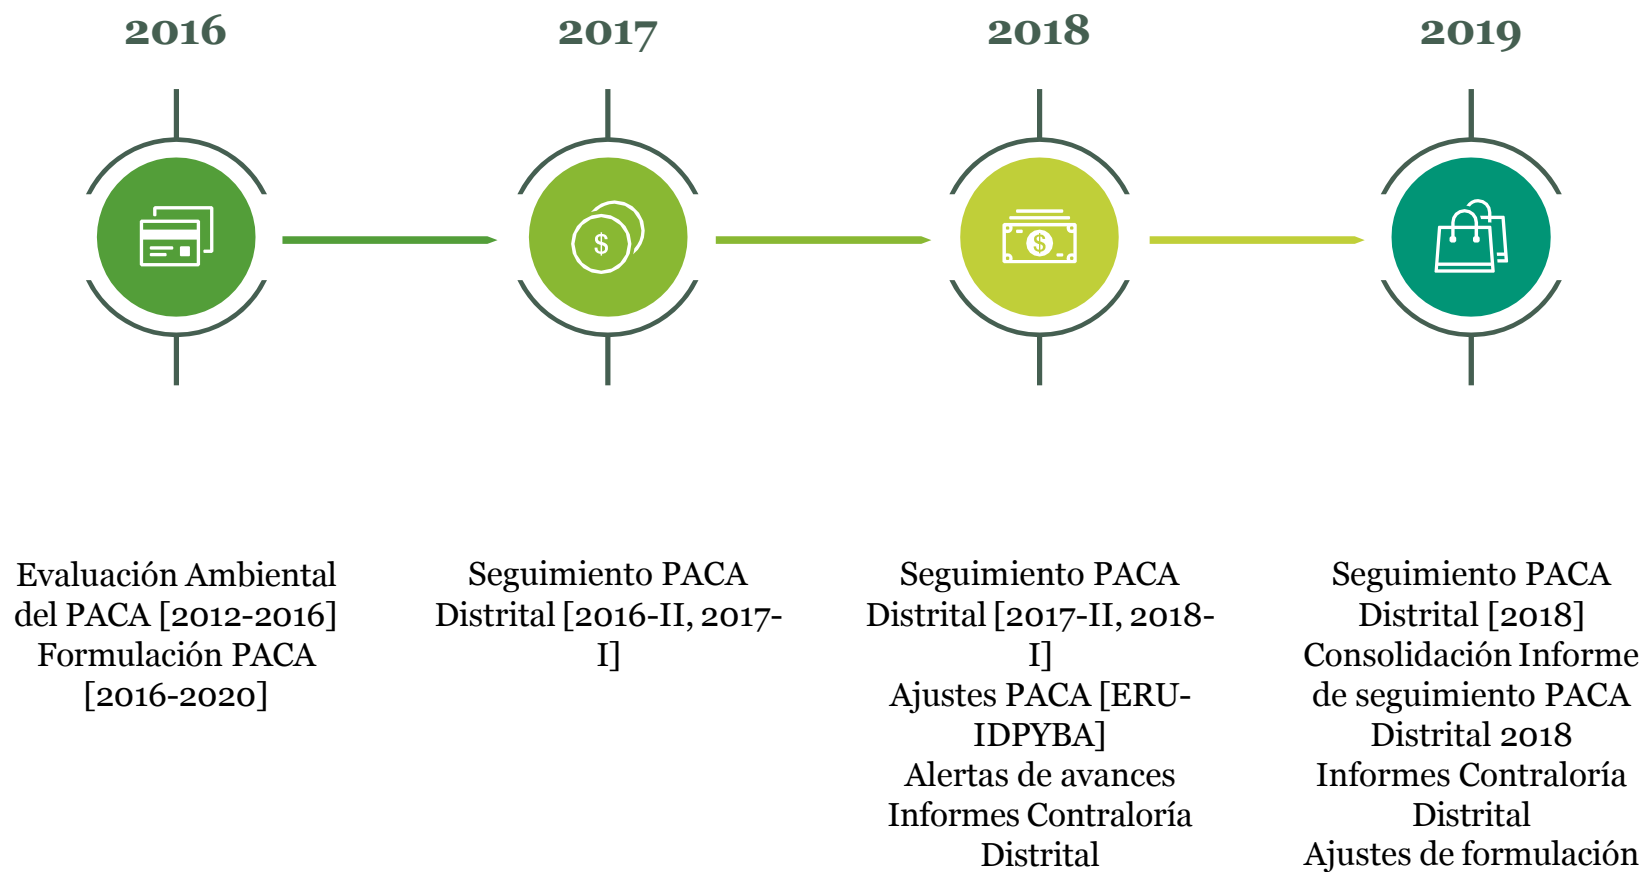 2016
2017
2018
2019
$
$
Evaluación Ambiental
del PACA [2012-2016]
Formulación PACA
[2016-2020]
Seguimiento PACA
Distrital [2016-II, 2017-
I]
Seguimiento PACA
Distrital [2017-II, 2018-
I]
Ajustes PACA [ERU-
IDPYBA]
Alertas de avances
Informes Contraloría
Distrital
Seguimiento PACA
Distrital [2018]
Consolidación Informe
de seguimiento PACA
Distrital 2018
Informes Contraloría
Distrital
Ajustes de formulación